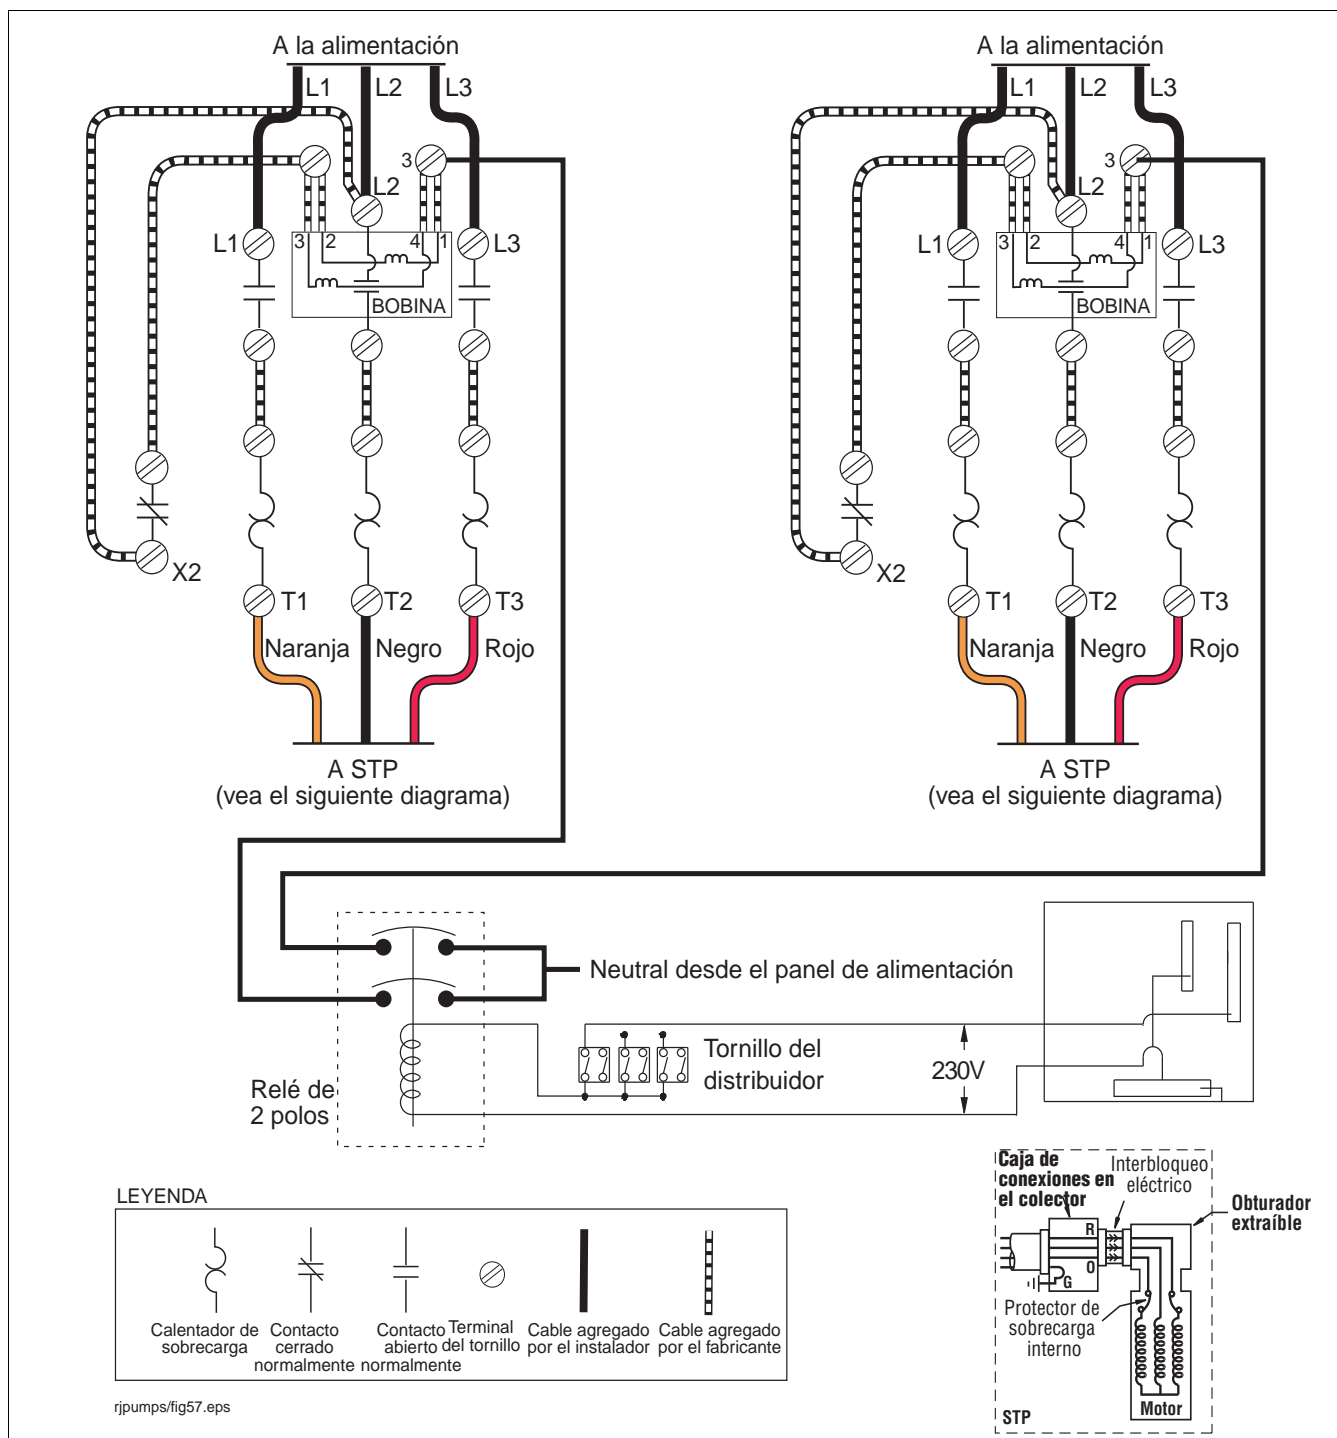 A la alimentación
L1 L2 L3
3
L2
L1
3 2 4 1
L3
BOBINA
X2
T1 T2 T3
Naranja Negro Rojo
A STP
(vea el siguiente diagrama)
A la alimentación
L1 L2 L3
3
L2
L1
3 2 4 1
L3
BOBINA
X2
T1 T2 T3
Naranja Negro Rojo
A STP
(vea el siguiente diagrama)
Neutral desde el panel de alimentación
Relé de
2 polos
Tornillo del
distribuidor
230V
LEYENDA
Calentador de
sobrecarga
Contacto
cerrado
normalmente
Contacto
abierto
normalmente
Terminal
del tornillo
Cable agregado
por el instalador
Cable agregado
por el fabricante
rjpumps/fig57.eps
Caja de
conexiones en
el colector
Interbloqueo
eléctrico
Obturador
extraíble
R
O
G
Protector de
sobrecarga
interno
Motor
STP